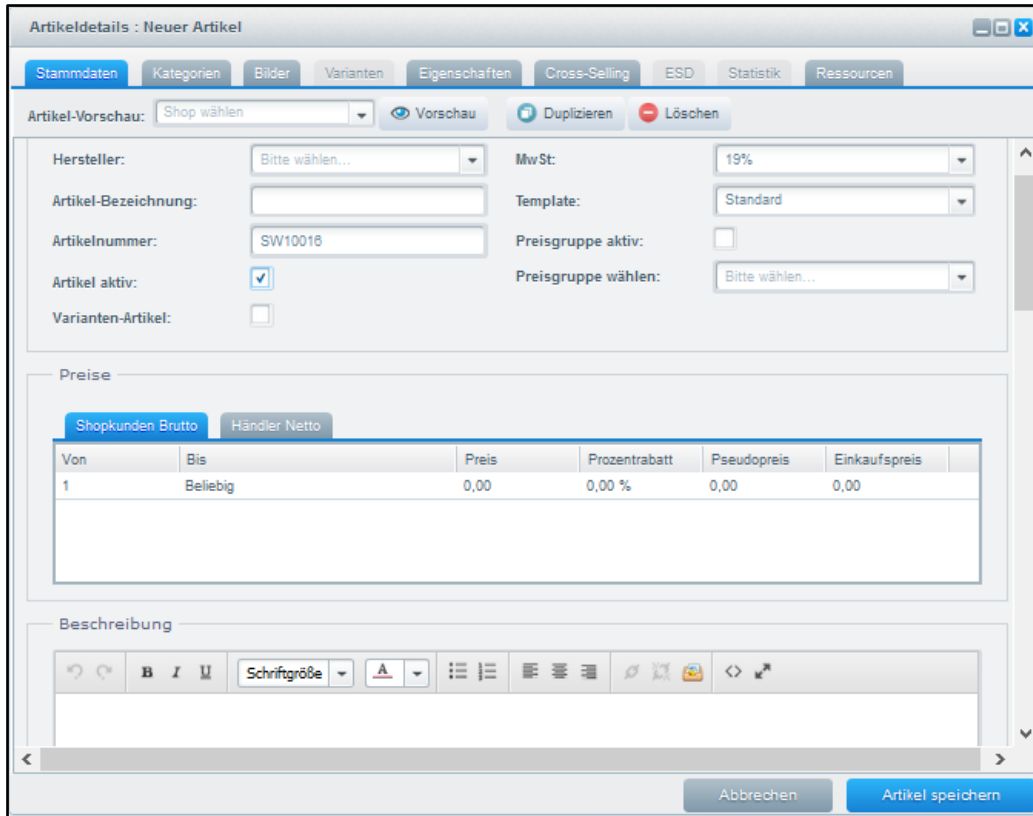 Artikeldetails : Neuer Artikel
Stammdaten Kategorien Bilder Varianten Eigenschaften Cross-Selling ESD Statistik Ressourcen
Artikel-Vorschau: Shop wählen Vorschau Duplizieren Löschen
Hersteller: Bitte wählen... MwSt: 19%
Artikel-Bezeichnung: Template: Standard
Artikelnummer: SW10016 Preisgruppe aktiv:
Artikel aktiv: Preisgruppe wählen: Bitte wählen...
Varianten-Artikel:
Preise
Shopkunden Brutto Händler Netto
Von Bis Preis Prozentrabatt Pseudopreis Einkaufspreis
1 Beliebig 0,00 0,00 % 0,00 0,00
Beschreibung
B I U Schriftgröße A
Abbrechen Artikel speichern